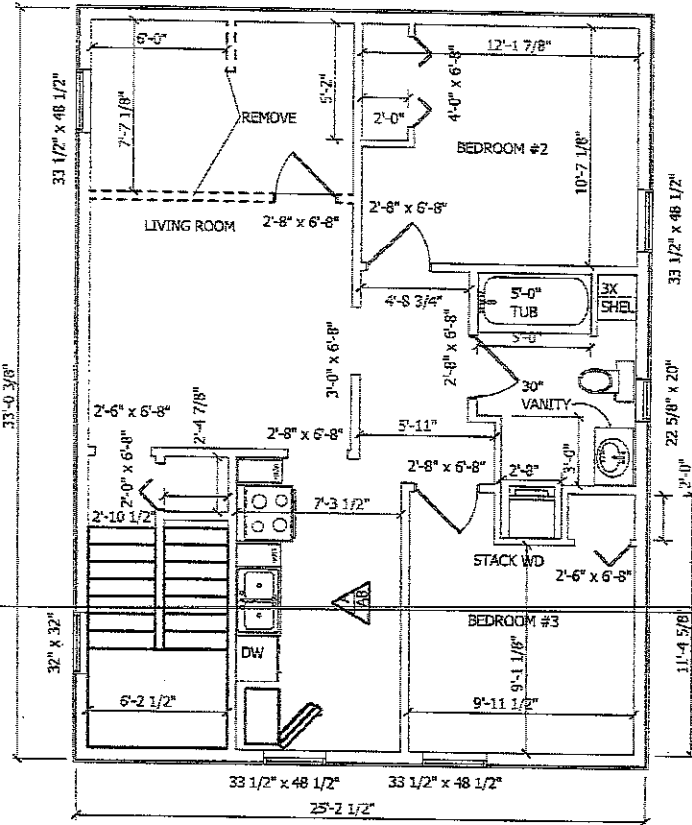 6'-0"
12'-1 7/8"
33 1/2" x 48 1/2"
7'-7 1/8"
REMOVE
5'-2"
2'-0"
4'-0" x 6'-8"
BEDROOM #2
10'-7 1/8"
LIVING ROOM
2'-8" x 6'-8"
2'-8" x 6'-8"
33 1/2" x 48 1/2"
4'-8 3/4"
5'-0"
TUB
3X
SHEL
5'-0"
33'-0 3/8"
3'-0" x 6'-8"
2'-8" x 6'-8"
30"
VANITY
22 5/8" x 20"
2'-6" x 6'-8"
2'-4 7/8"
2'-8" x 6'-8"
5'-11"
2'-0" x 6'-8"
2'-8" x 6'-8"
2'-8"
3'-0"
2'-0"
2'-10 1/2"
7'-3 1/2"
STACK WD
2'-6" x 6'-8"
A
A8
BEDROOM #3
32" x 32"
DW
9'-1 1/8"
11'-4 5/8"
6'-2 1/2"
9'-11 1/2"
33 1/2" x 48 1/2"
33 1/2" x 48 1/2"
25'-2 1/2"